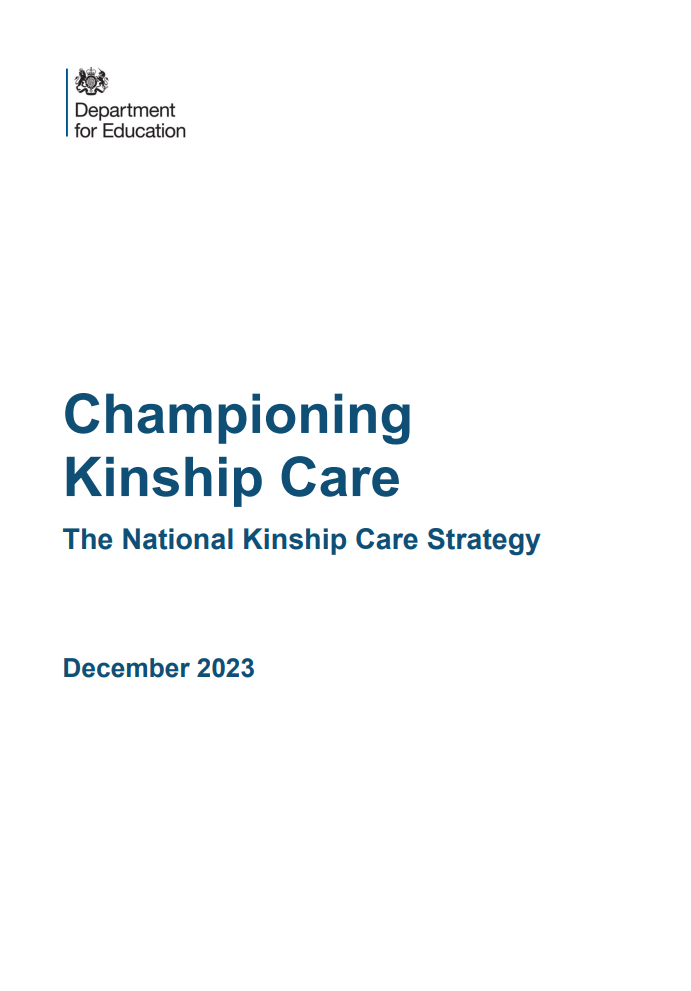 Department
for Education
Championing
Kinship Care
The National Kinship Care Strategy
December 2023